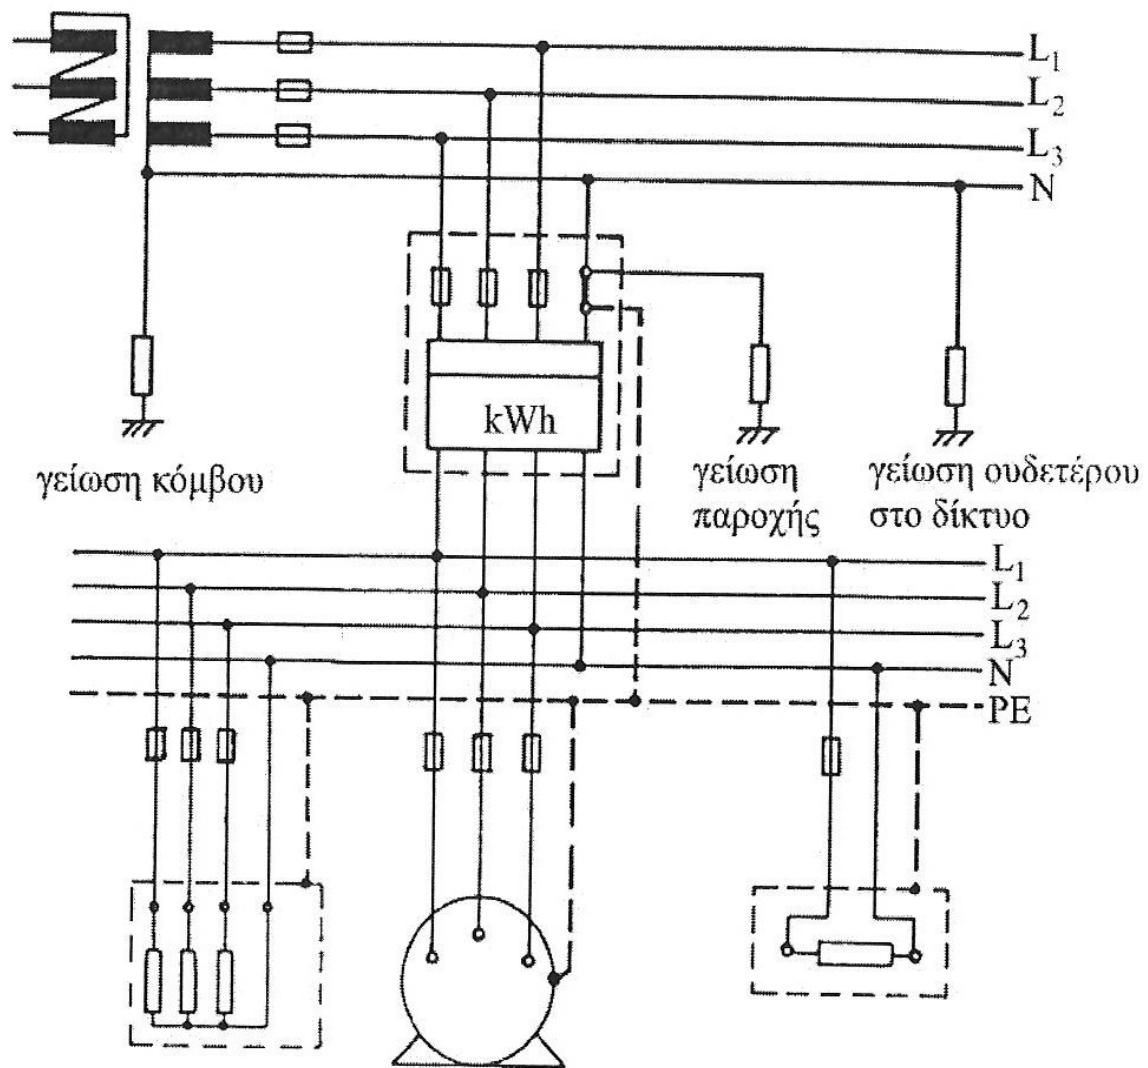 L₁
L₂
L₃
N
kWh
γείωση κόμβου
γείωση
παροχής
γείωση ουδετέρου
στο δίκτυο
L₁
L₂
L₃
N
PE